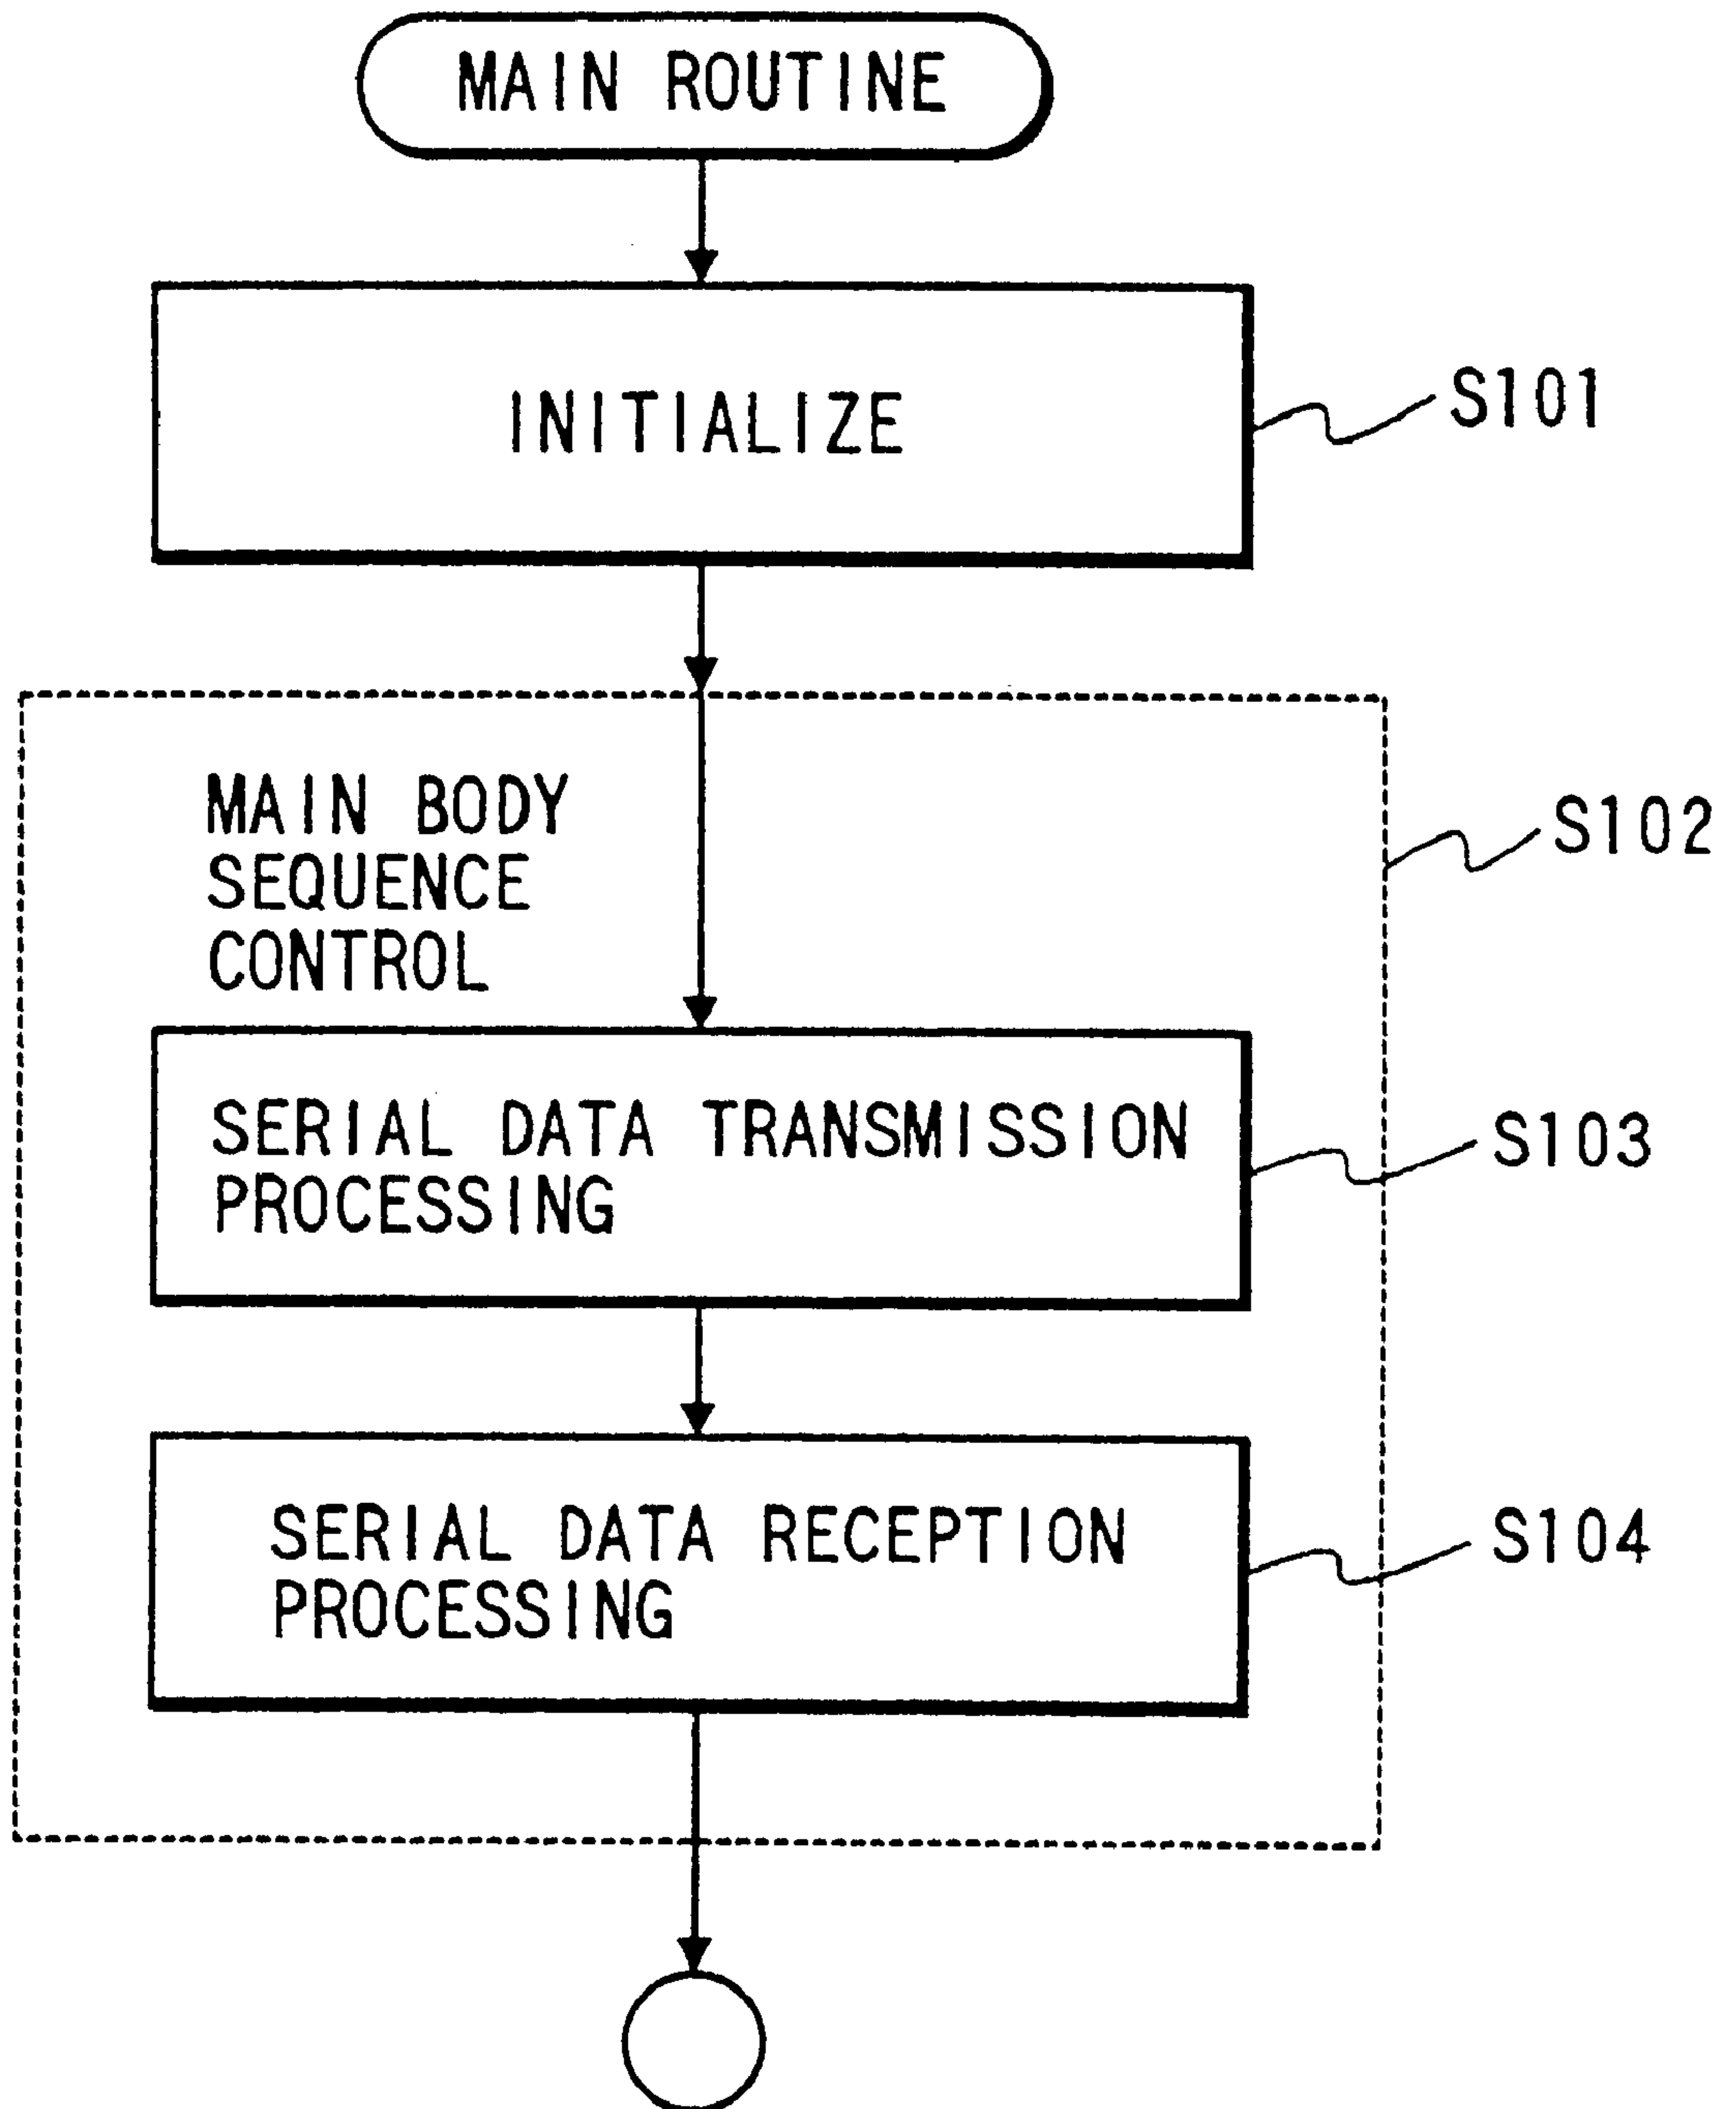 MAIN ROUTINE
INITIALIZE
S101
MAIN BODY
SEQUENCE
CONTROL
S102
SERIAL DATA TRANSMISSION
PROCESSING
S103
SERIAL DATA RECEPTION
PROCESSING
S104